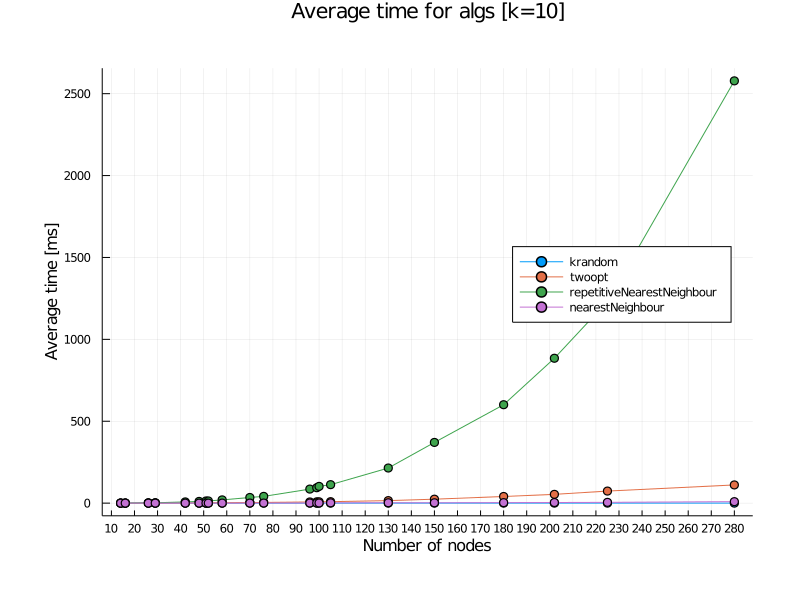 Average time for algs [k=10]
Average time [ms]
2500
2000
1500
1000
500
0
krandom
twoopt
repetitiveNearestNeighbour
nearestNeighbour
10 20 30 40 50 60 70 80 90 100 110 120 130 140 150 160 170 180 190 200 210 220 230 240 250 260 270 280
Number of nodes